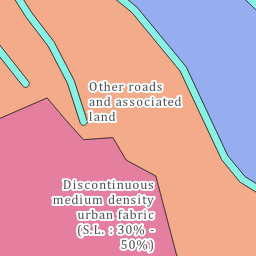 Other roads
and associated
land
Discontinuous
medium density
urban fabric
(S.L. : 30% -
50%)